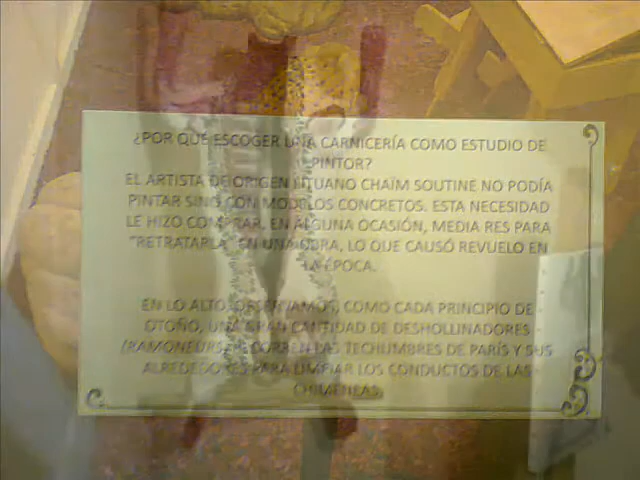 ¿POR QUÉ ESCOGER UNA CARNICERÍA COMO ESTUDIO DE
PINTOR?
EL ARTISTA DE ORIGEN LITUANO CHAÏM SOUTINE NO PODÍA
PINTAR SINO CON MODELOS CONCRETOS. ESTA NECESIDAD
LE HIZO COMPRAR, EN ALGUNA OCASIÓN, MEDIA RES PARA
"RETRATARLA" EN UNA OBRA, LO QUE CAUSÓ REVUELO EN
LA ÉPOCA.
EN LO ALTO, OBSERVAMOS, COMO CADA PRINCIPIO DE
OTOÑO, UNA GRAN CANTIDAD DE DESHOLLINADORES
(RAMONEURS) RECORREN LAS TECHUMBRES DE PARÍS Y SUS
ALREDEDORES PARA LIMPIAR LOS CONDUCTOS DE LAS
CHIMENEAS.